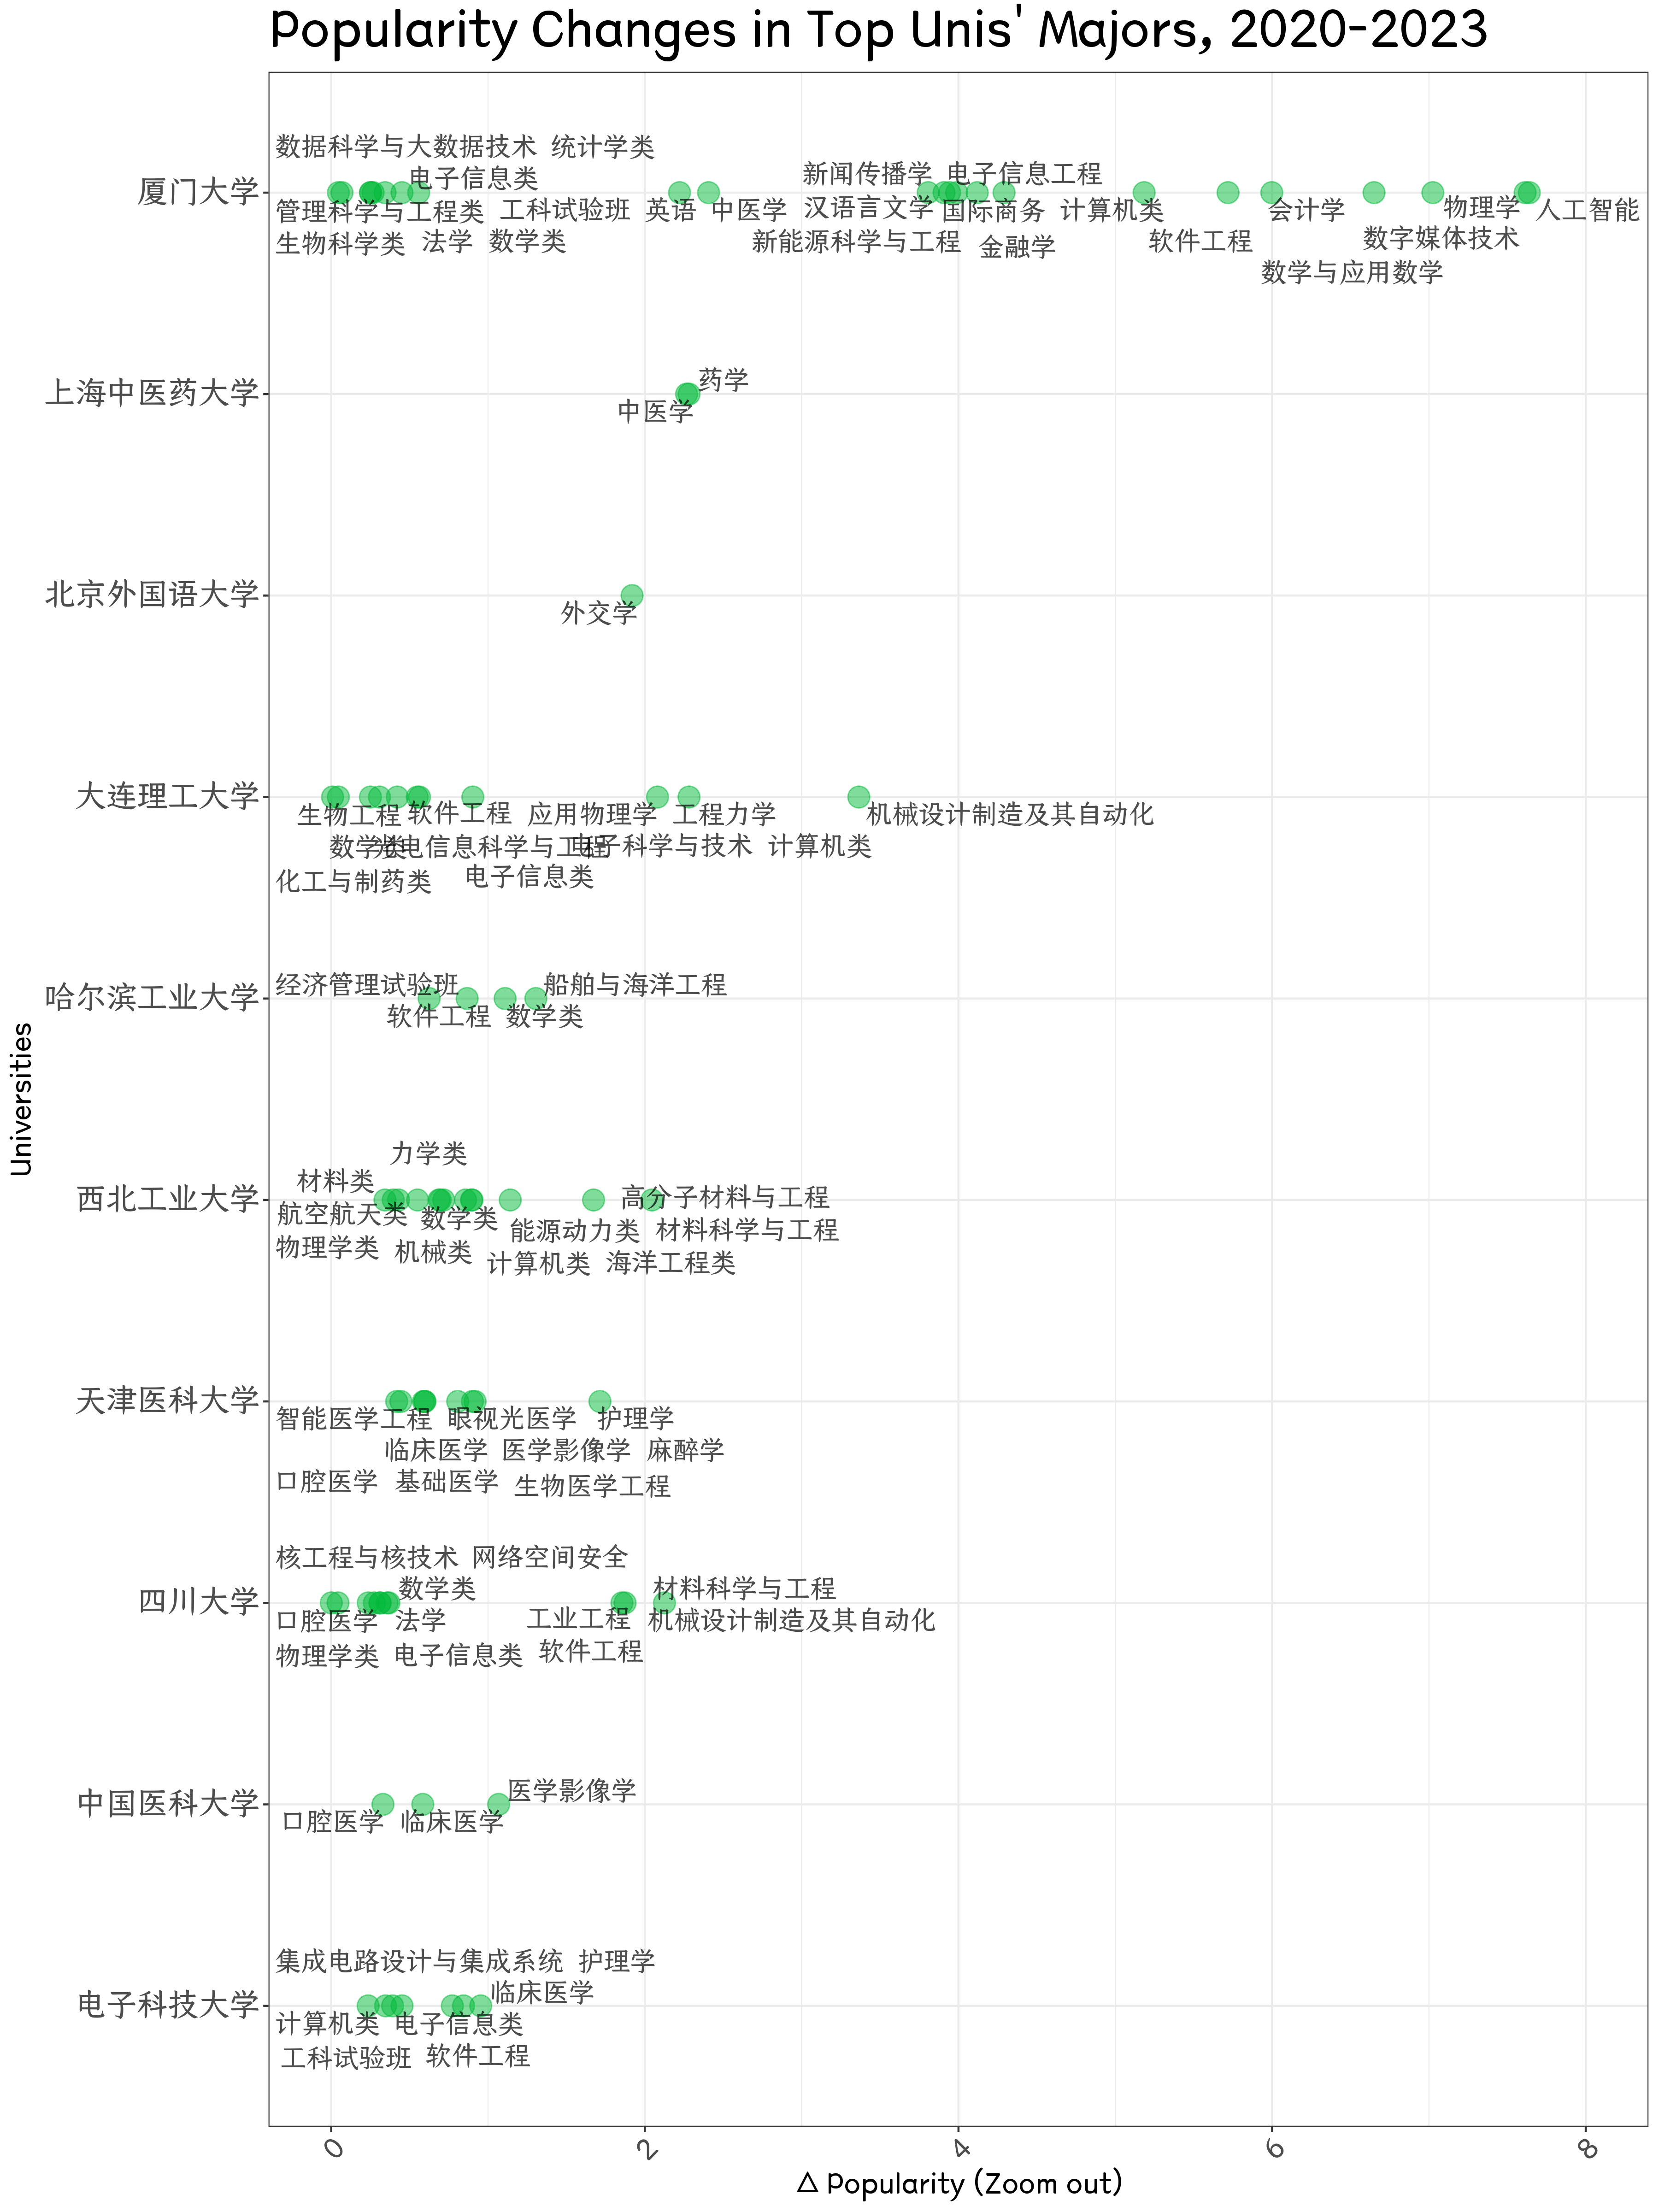 Popularity Changes in Top Unis' Majors, 2020-2023
数据科学与大数据技术 统计学类
新闻传播学 电子信息工程
电子信息类
厦门大学
管理科学与工程类 工科试验班 英语 中医学 汉语言文学 国际商务 计算机类 会计学 物理学 人工智能
生物科学类 法学 数学类 新能源科学与工程 金融学 软件工程 数字媒体技术
数学与应用数学
药学
上海中医药大学
中医学
北京外国语大学
外交学
大连理工大学
生物工程 软件工程 应用物理学 工程力学 机械设计制造及其自动化
数学类 光电信息科学与工程 电子科学与技术 计算机类
化工与制药类 电子信息类
经济管理试验班 船舶与海洋工程
哈尔滨工业大学
软件工程 数学类
力学类
材料类
西北工业大学 高分子材料与工程
航空航天类 数学类 能源动力类 材料科学与工程
物理学类 机械类 计算机类 海洋工程类
天津医科大学
智能医学工程 眼视光医学 护理学
临床医学 医学影像学 麻醉学
口腔医学 基础医学 生物医学工程
核工程与核技术 网络空间安全
数学类 材料科学与工程
四川大学
口腔医学 法学 工业工程 机械设计制造及其自动化
物理学类 电子信息类 软件工程
医学影像学
中国医科大学
口腔医学 临床医学
集成电路设计与集成系统 护理学
临床医学
电子科技大学
计算机类 电子信息类
工科试验班 软件工程
Universities
0 2 4 6 8
△ Popularity (Zoom out)